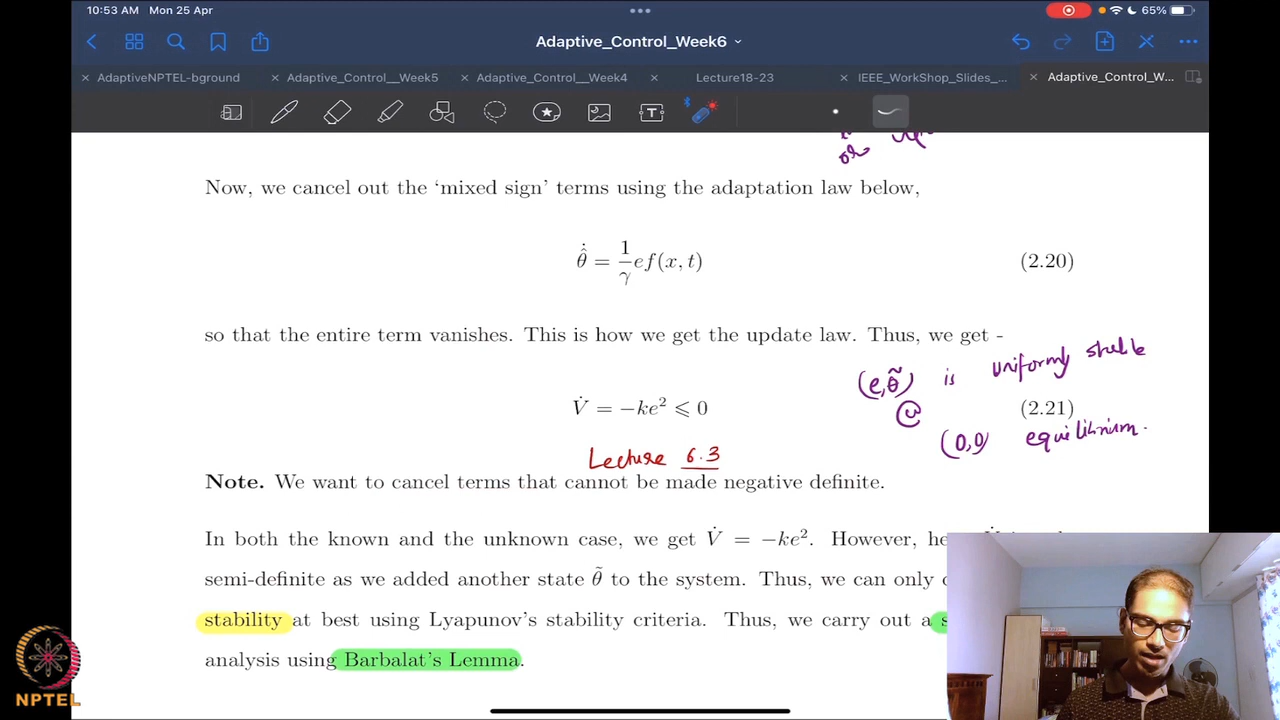 10:53 AM Mon 25 Apr
65%
Adaptive_Control_Week6
AdaptiveNPTEL-bground
Adaptive_Control__Week5
Adaptive_Control__Week4
Lecture18-23
IEEE_WorkShop_Slides_...
Adaptive_Control_W...
or
Now, we cancel out the ‘mixed sign’ terms using the adaptation law below,
\dot{\hat{θ}} = \frac{1}{γ} e f(x, t) (2.20)
so that the entire term vanishes. This is how we get the update law. Thus, we get -
(e, θ̃) is uniformly stable
V̇ = −ke² ⩽ 0 (2.21)
@ (0,0) equilibrium.
Lecture 6.3
Note. We want to cancel terms that cannot be made negative definite.
In both the known and the unknown case, we get V̇ = −ke². However, he
semi-definite as we added another state θ̃ to the system. Thus, we can only
stability at best using Lyapunov’s stability criteria. Thus, we carry out a s
analysis using Barbalat’s Lemma.
NPTEL